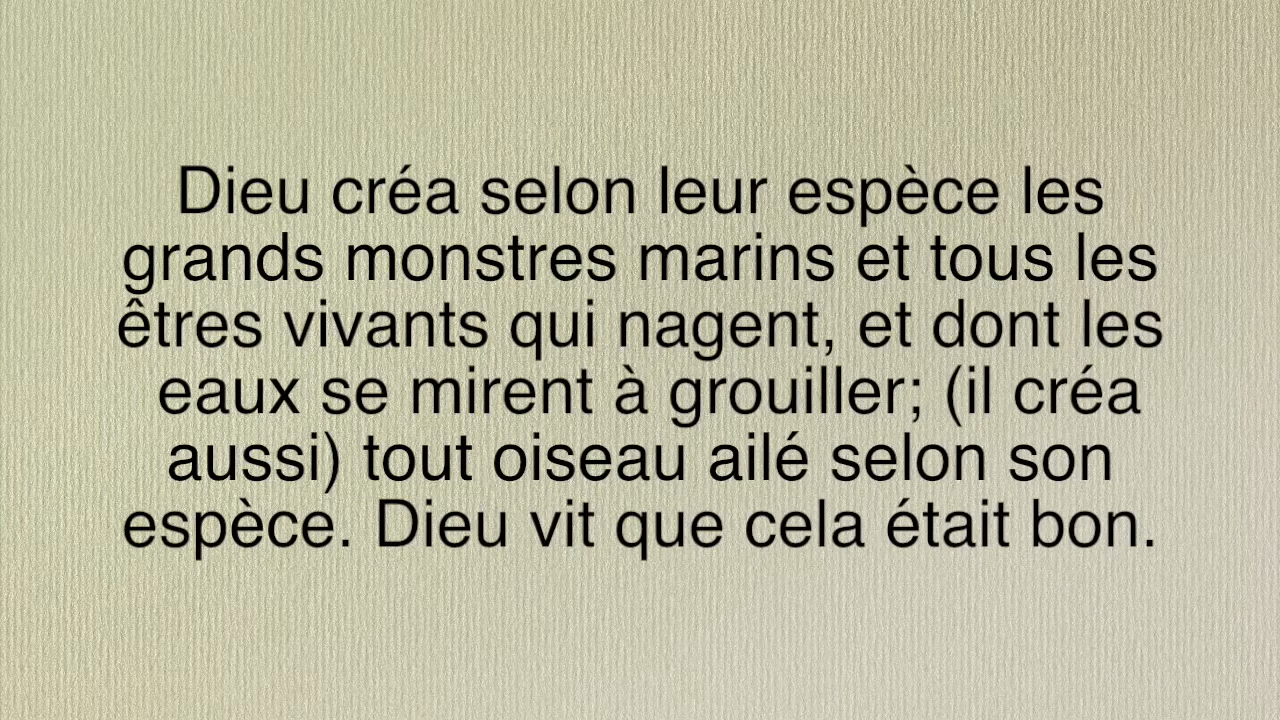 Dieu créa selon leur espèce les
grands monstres marins et tous les
êtres vivants qui nagent, et dont les
eaux se mirent à grouiller; (il créa
aussi) tout oiseau ailé selon son
espèce. Dieu vit que cela était bon.